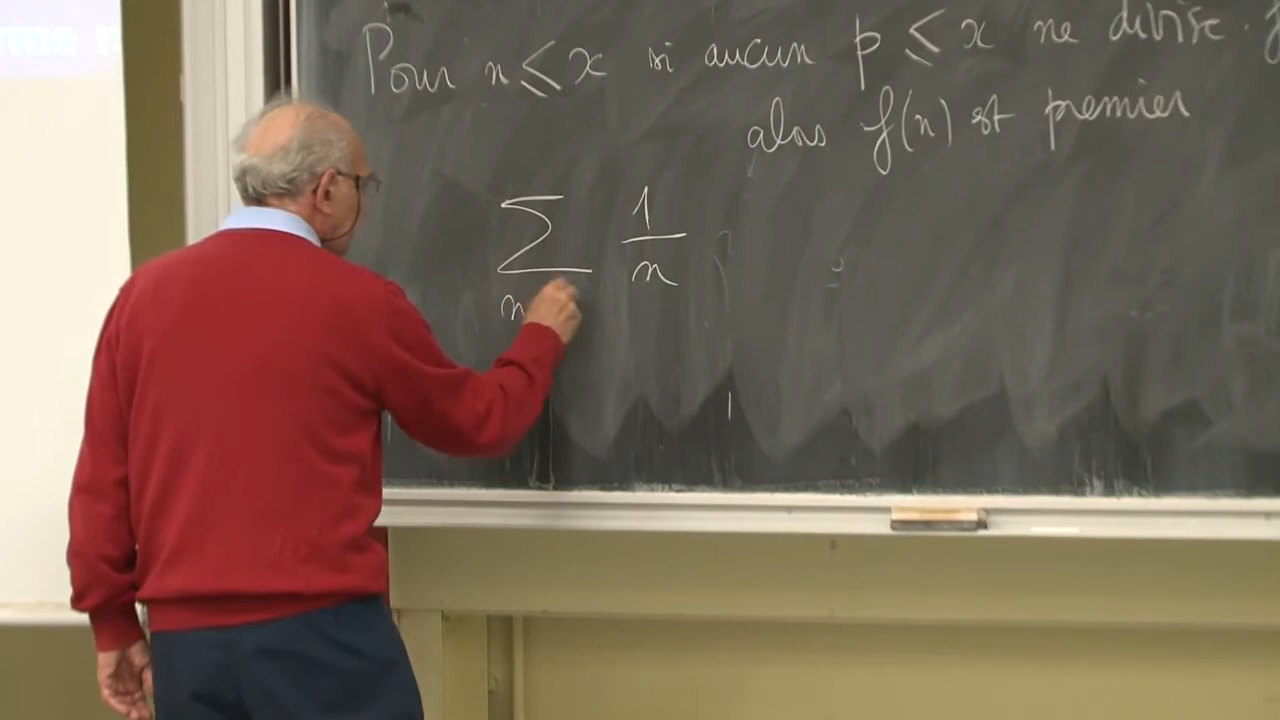 Pour n ≤ x si aucun p ≤ x ne divise
alors f(n) est premier
∑ 1/n
n